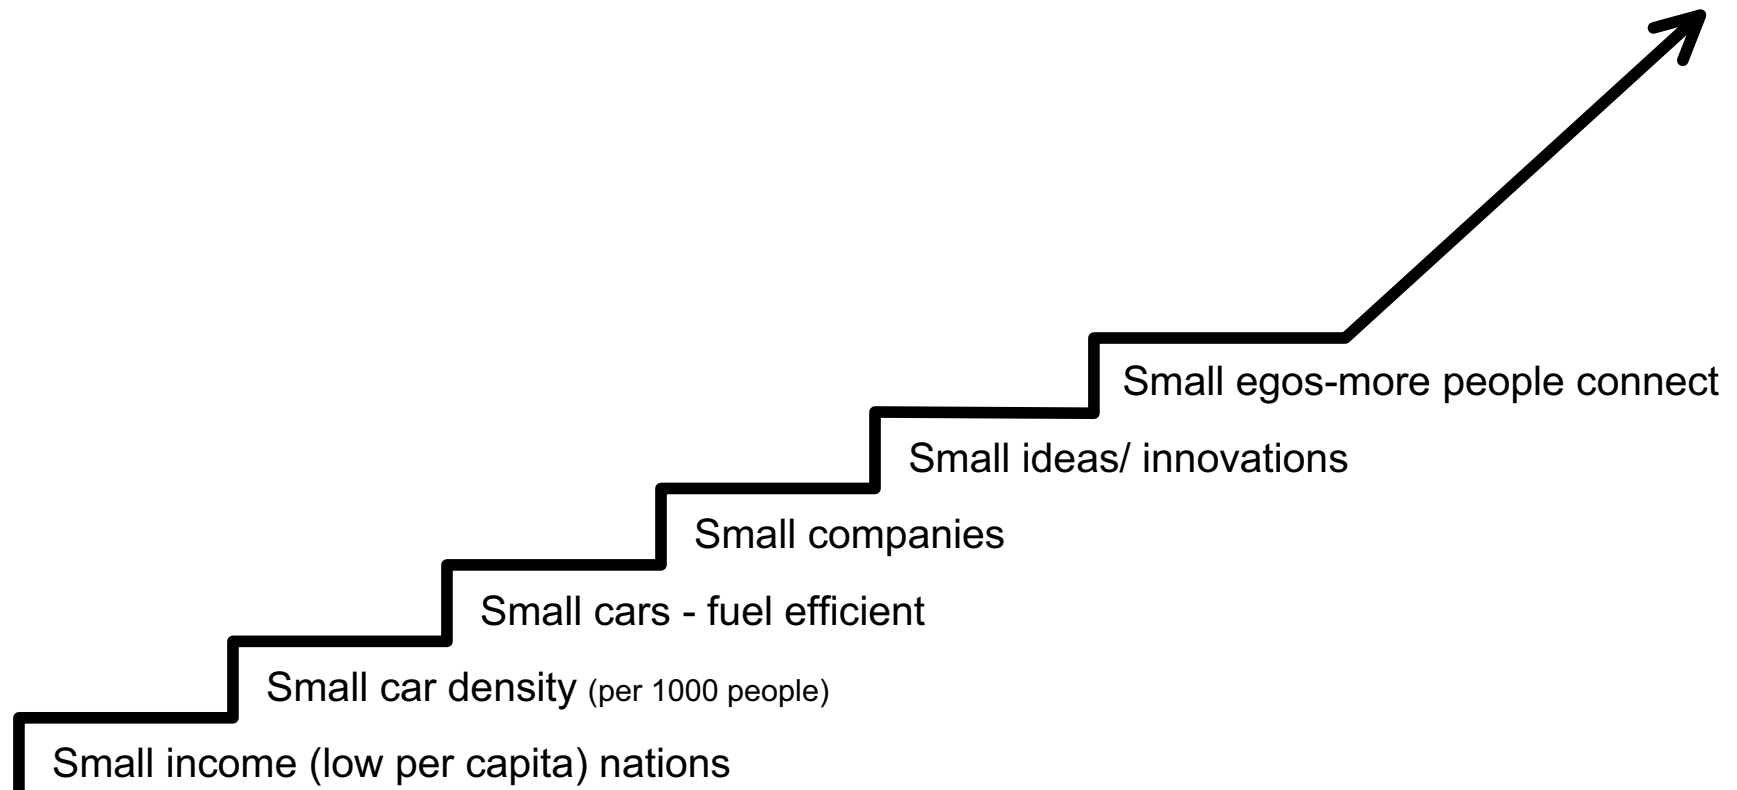 Small egos-more people connect
Small ideas/ innovations
Small companies
Small cars - fuel efficient
Small car density (per 1000 people)
Small income (low per capita) nations